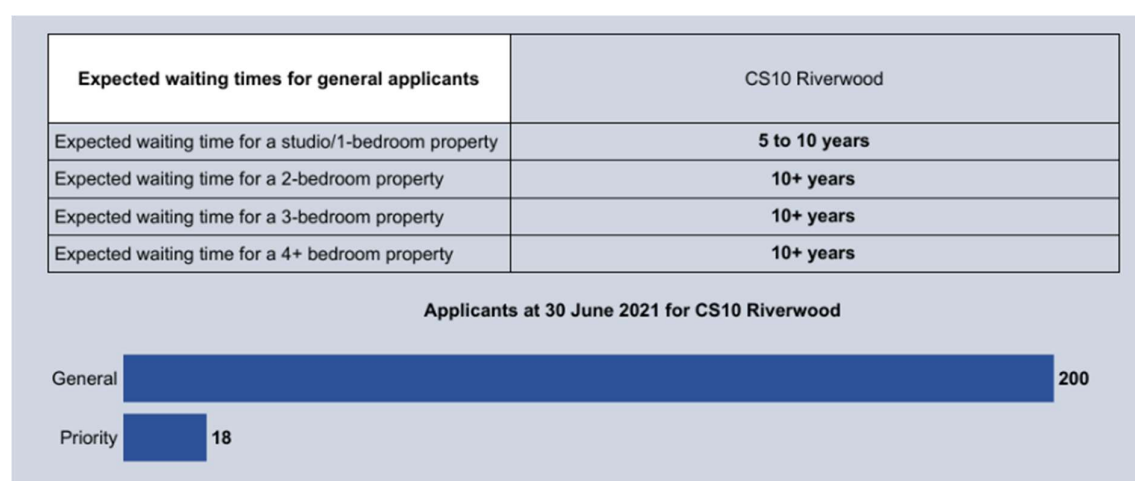 Expected waiting times for general applicants CS10 Riverwood
Expected waiting time for a studio/1-bedroom property 5 to 10 years
Expected waiting time for a 2-bedroom property 10+ years
Expected waiting time for a 3-bedroom property 10+ years
Expected waiting time for a 4+ bedroom property 10+ years
Applicants at 30 June 2021 for CS10 Riverwood
General 200
Priority 18